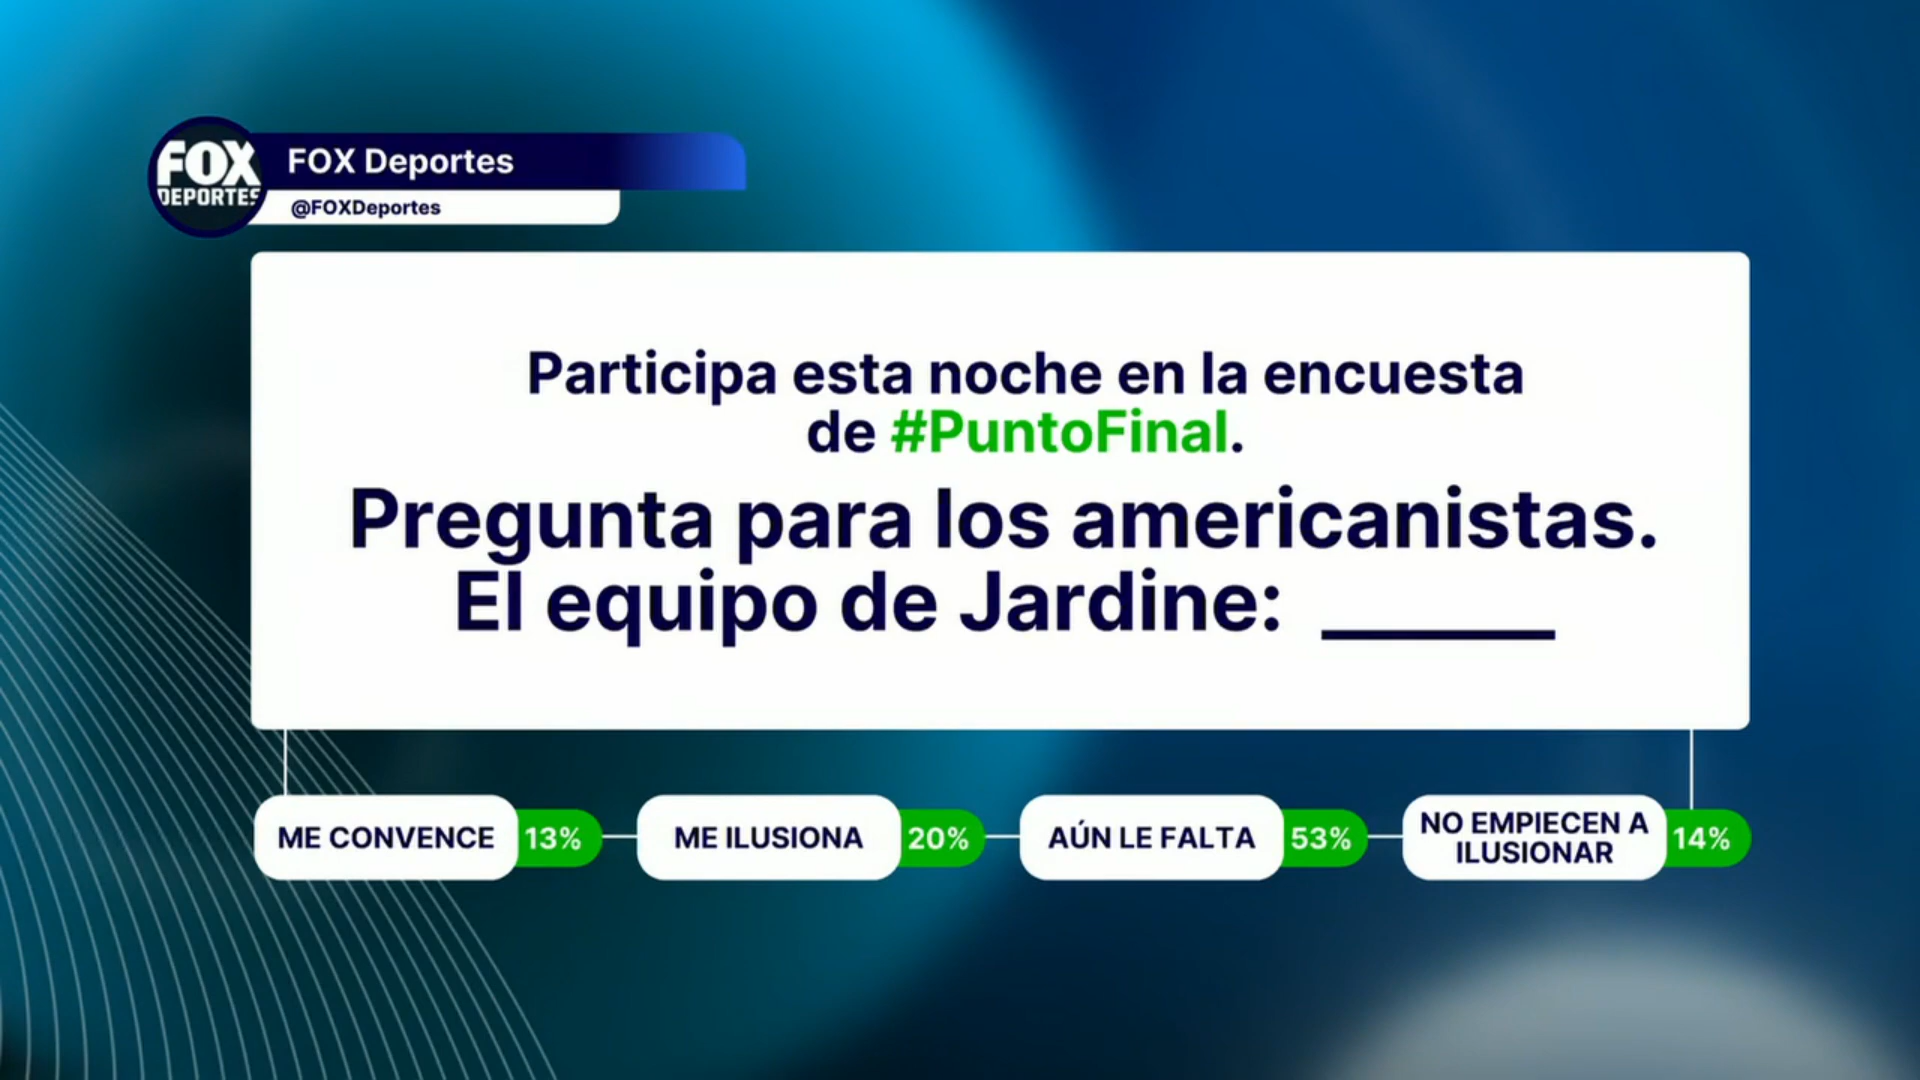 FOX
DEPORTES
FOX Deportes
@FOXDeportes
Participa esta noche en la encuesta
de #PuntoFinal.
Pregunta para los americanistas.
El equipo de Jardine: ______
ME CONVENCE 13%
ME ILUSIONA 20%
AÚN LE FALTA 53%
NO EMPIECEN A
ILUSIONAR 14%